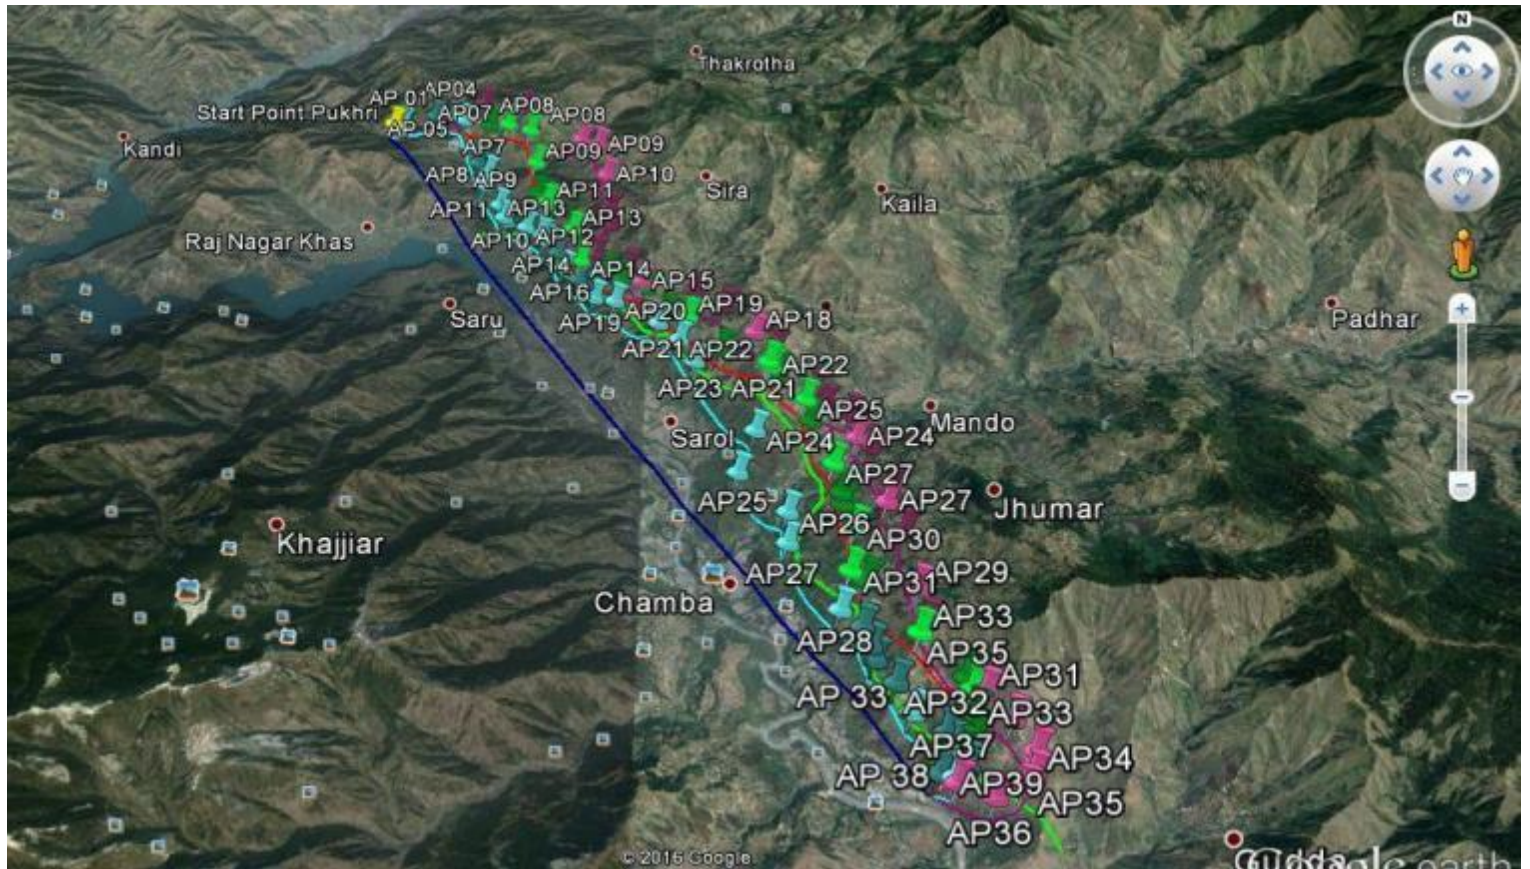 N
Thakrotha
AP04
AP 01
Start Point Pukhri
AP07
AP08
AP08
AP 05
Kandi
AP7
AP09
AP09
AP8
AP9
AP10
Sira
AP11
Kaila
AP11
AP13
AP13
Raj Nagar Khas
AP10
AP12
AP14
AP14
AP15
AP16
AP19
Saru
AP20
AP19
AP18
Padhar
AP21
AP22
AP22
AP23
AP21
AP25
Mando
Sarol
AP24
AP24
AP27
AP25
AP27
Jhumar
AP26
AP30
Khajjiar
AP27
AP31
AP29
Chamba
AP33
AP28
AP35
AP31
AP 33
AP32
AP33
AP37
AP34
AP 38
AP39
AP35
AP36
© 2016 Google
Gudda
Google earth